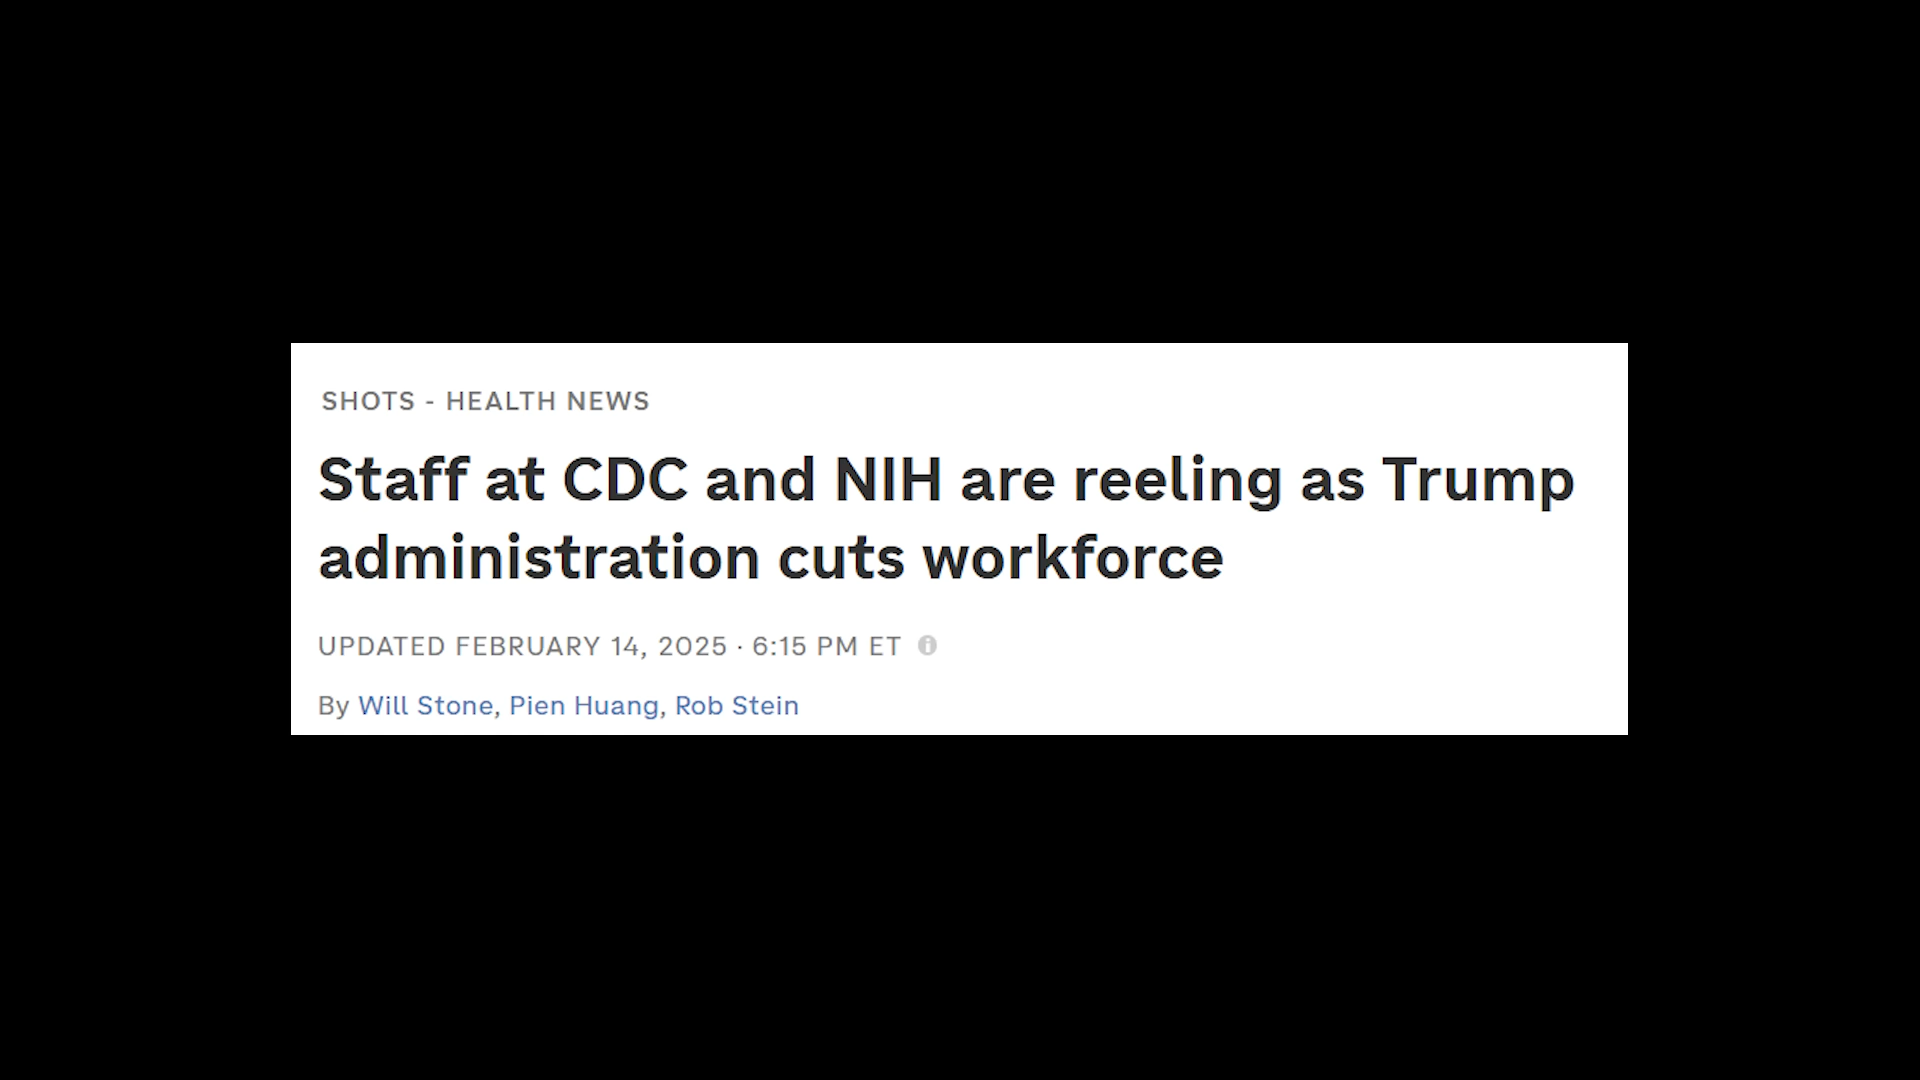 SHOTS - HEALTH NEWS
Staff at CDC and NIH are reeling as Trump
administration cuts workforce
UPDATED FEBRUARY 14, 2025 · 6:15 PM ET
By Will Stone, Pien Huang, Rob Stein